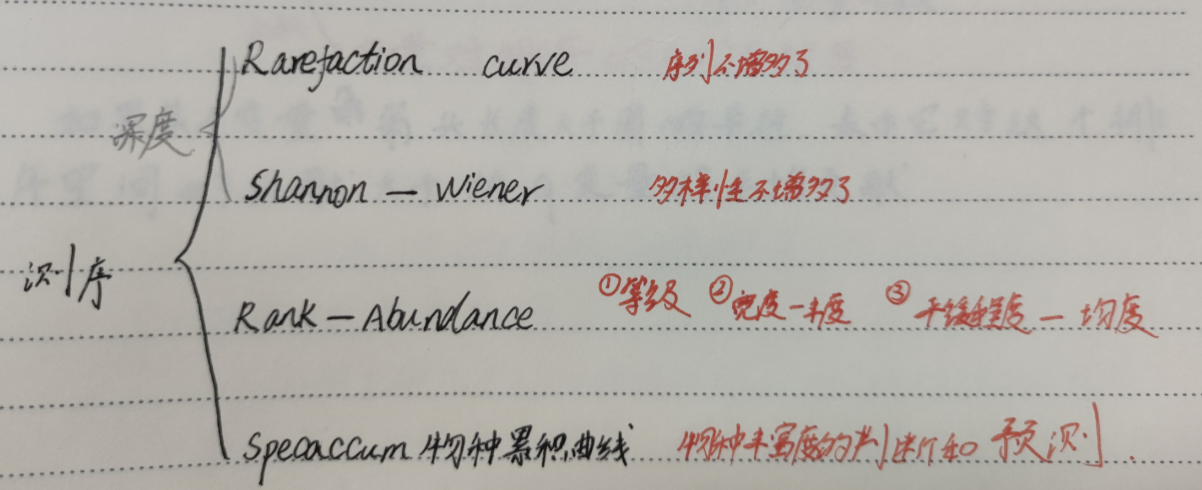 Rarefaction curve 序列不增多了
深度
Shannon — Wiener 多样性不增多了
测序
Rank — Abundance ①等级 ②宽度—丰度 ③平缓程度 — 均度
Specaccum 物种累积曲线 物种丰富度的判断和预测.